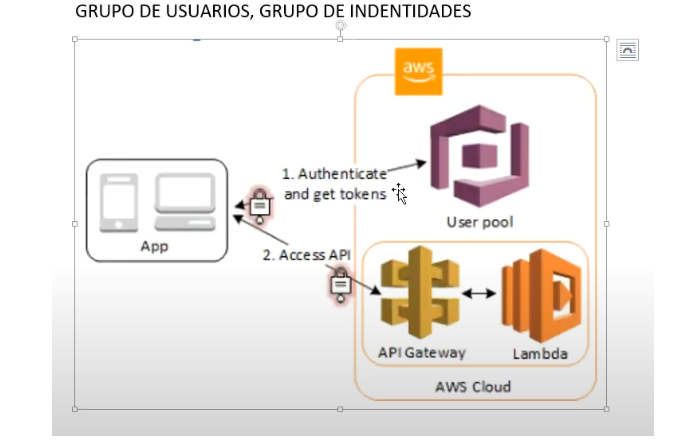 GRUPO DE USUARIOS, GRUPO DE INDENTIDADES
aws
1. Authenticate
and get tokens
User pool
App
2. Access API
API Gateway
Lambda
AWS Cloud